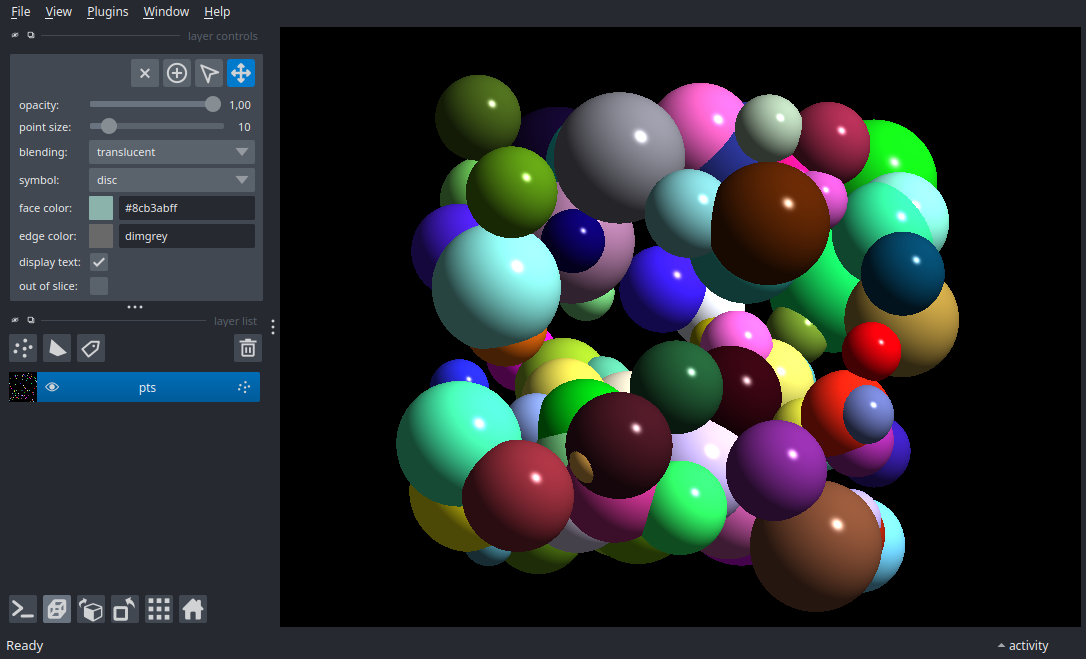 File View Plugins Window Help
layer controls
opacity: 1,00
point size: 10
blending: translucent
symbol: disc
face color: #8cb3abff
edge color: dimgrey
display text:
out of slice:
layer list
pts
Ready activity